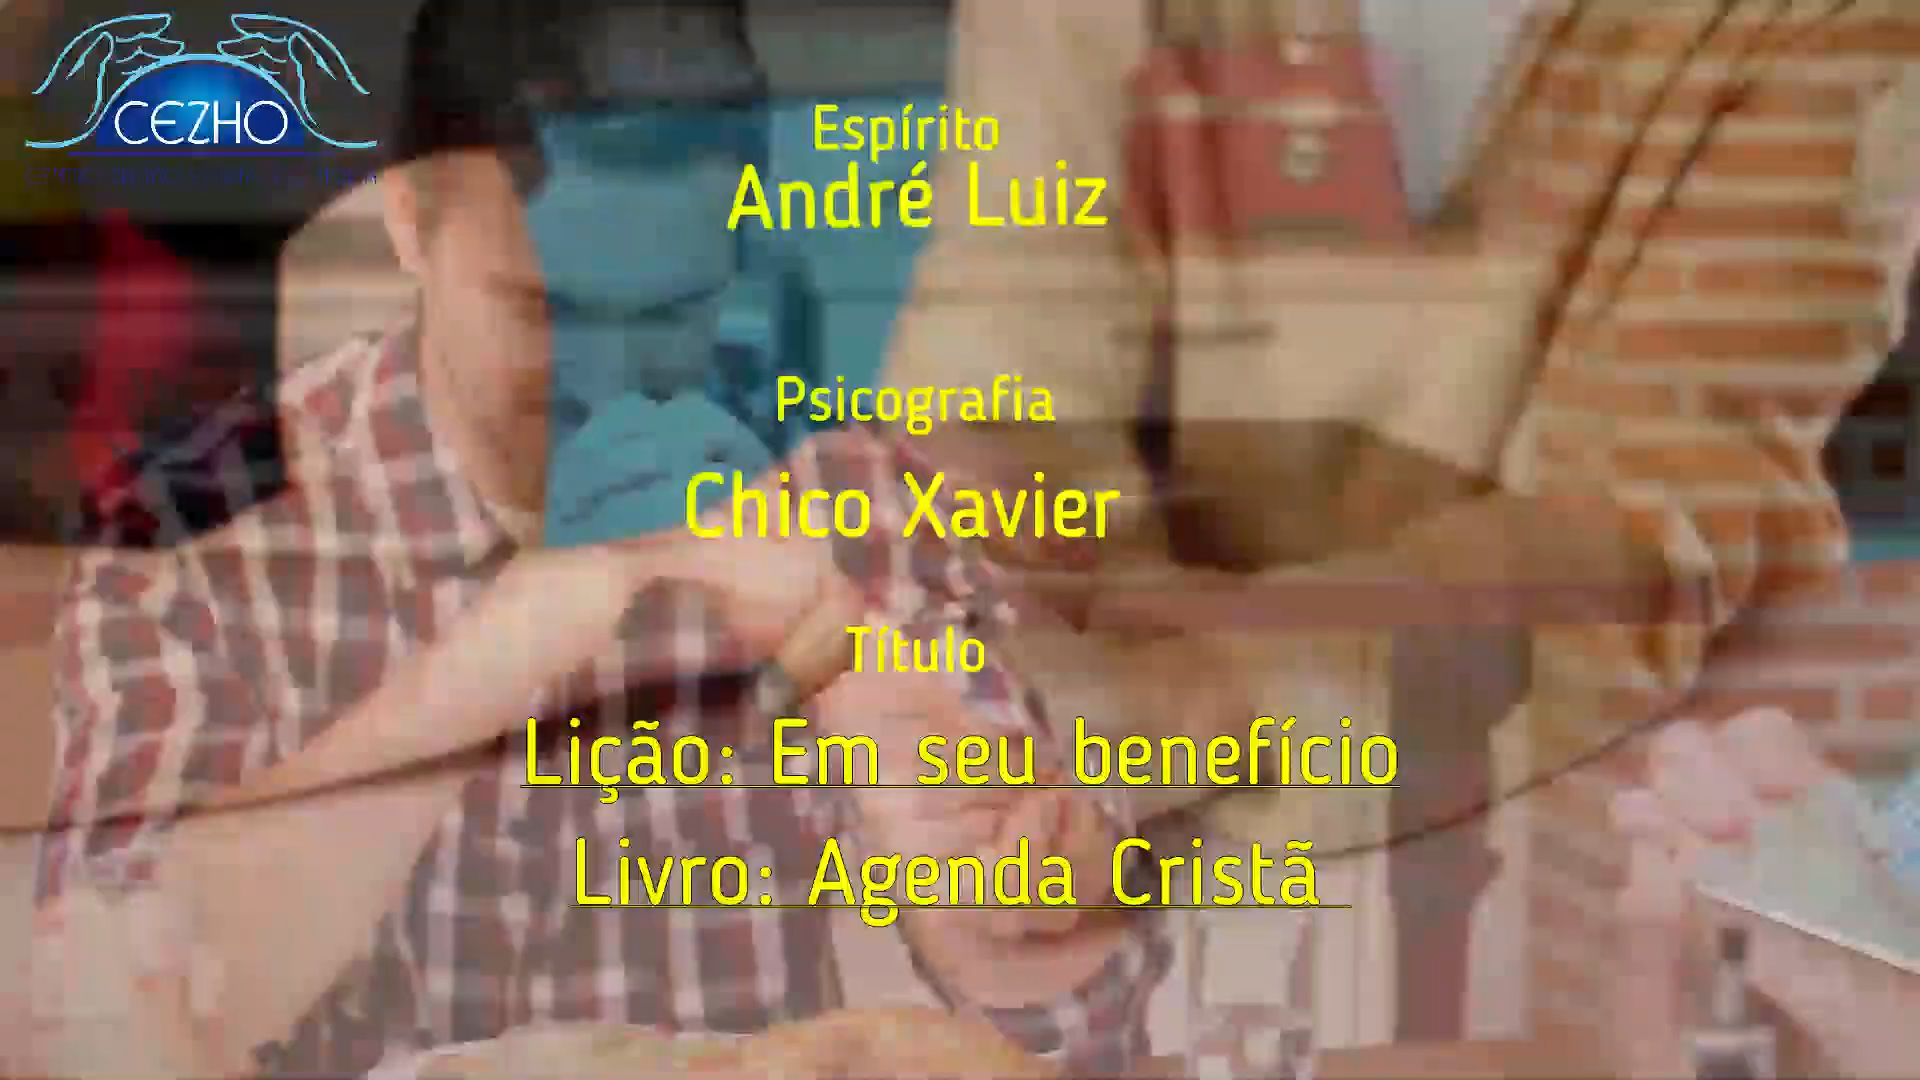 CEZHO
Espírito
André Luiz
Psicografia
Chico Xavier
Título
Lição: Em seu benefício
Livro: Agenda Cristã